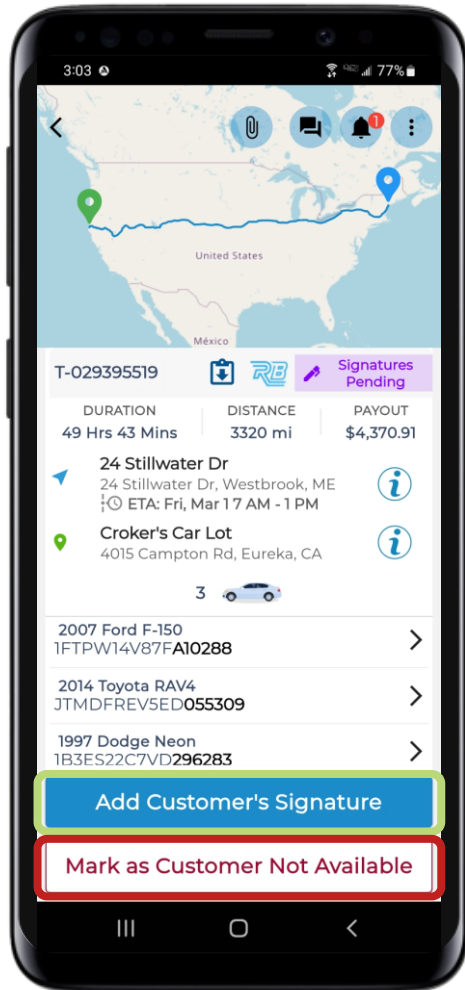 3:03
77%
1
United States
México
T-029395519
RB
Signatures
Pending
DURATION
DISTANCE
PAYOUT
49 Hrs 43 Mins
3320 mi
$4,370.91
24 Stillwater Dr
24 Stillwater Dr, Westbrook, ME
ETA: Fri, Mar 1 7 AM - 1 PM
i
Croker's Car Lot
4015 Campton Rd, Eureka, CA
i
3
2007 Ford F-150
1FTPW14V87FA10288
2014 Toyota RAV4
JTMDFREV5ED055309
1997 Dodge Neon
1B3ES22C7VD296283
Add Customer's Signature
Mark as Customer Not Available